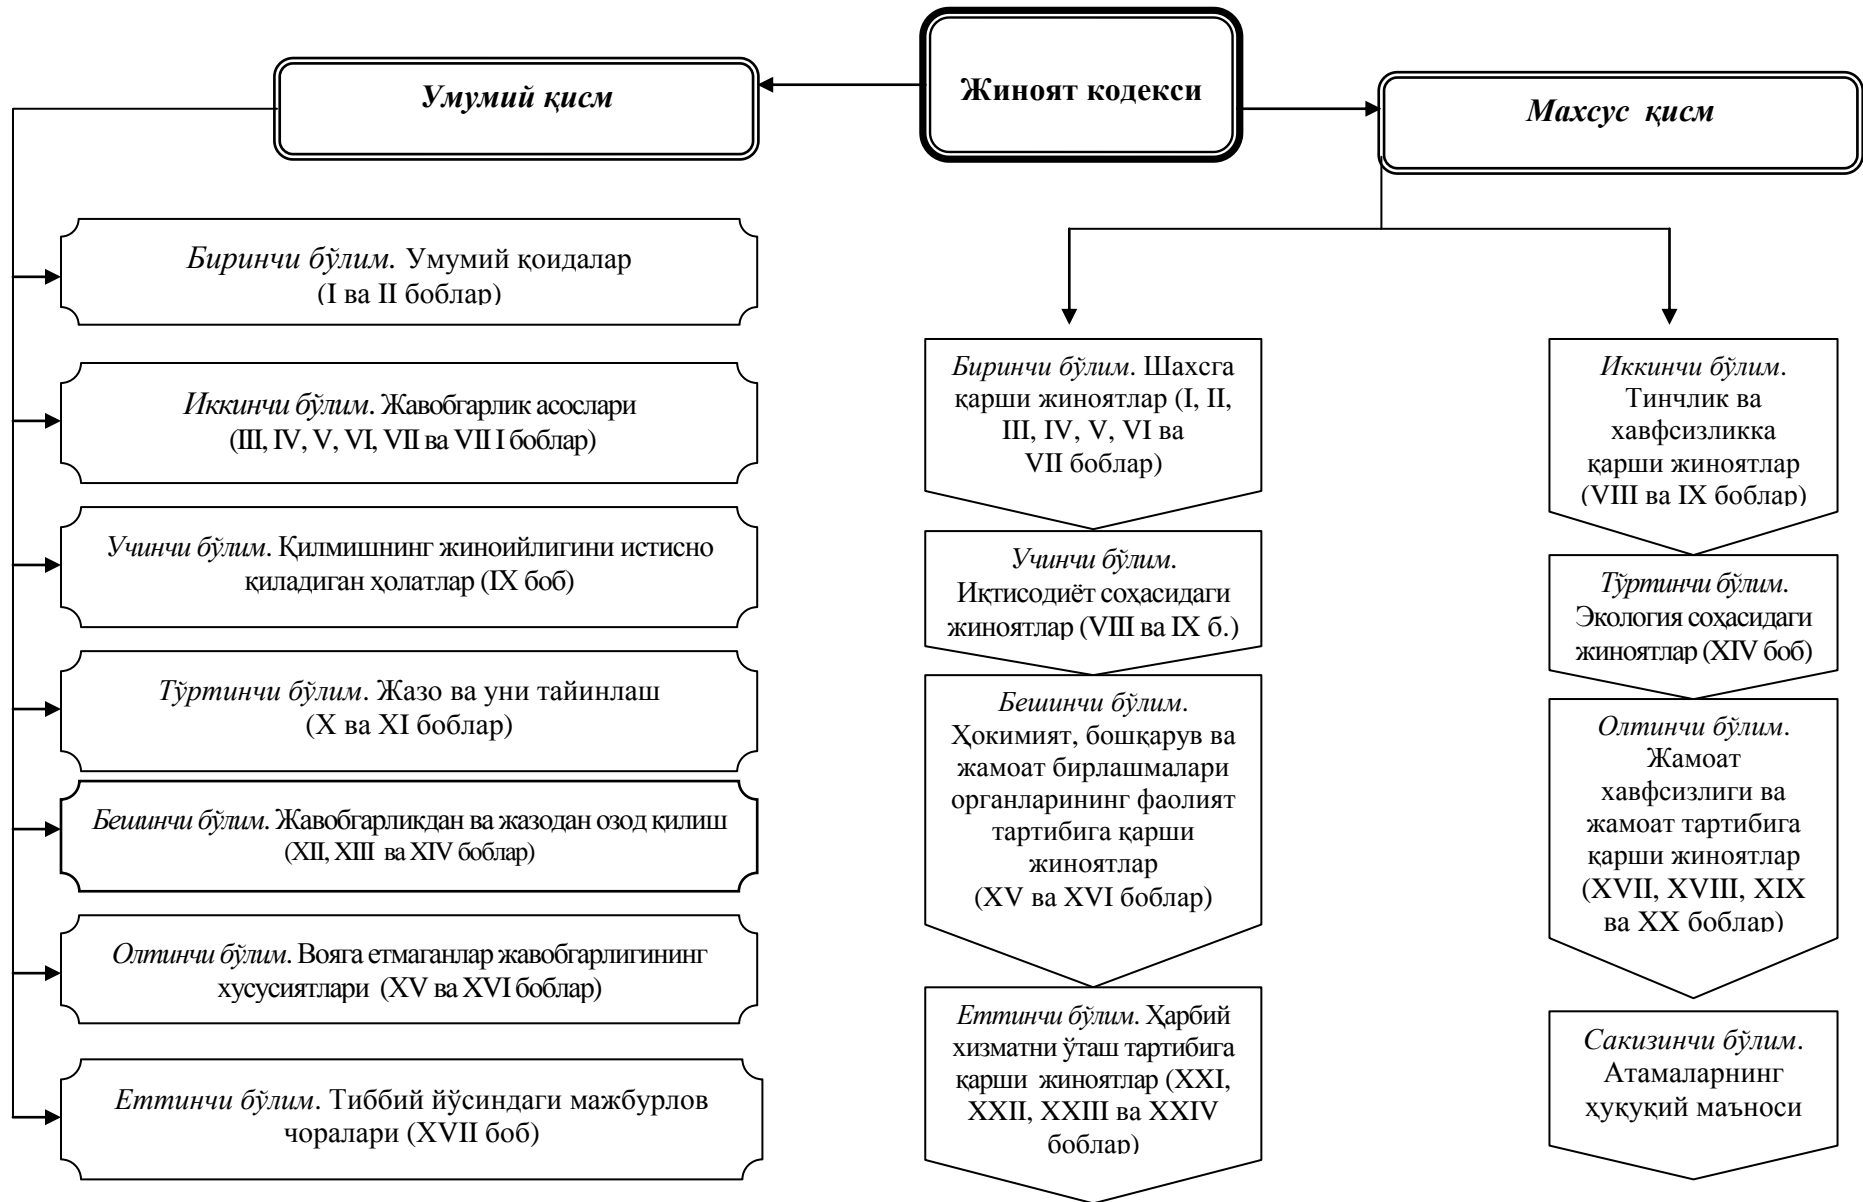 Жиноят кодекси
Умумий қисм
Махсус қисм
Биринчи бўлим. Умумий қоидалар
(I ва II боблар)
Иккинчи бўлим. Жавобгарлик асослари
(III, IV, V, VI, VII ва VII I боблар)
Учинчи бўлим. Қилмишнинг жиноийлигини истисно
қиладиган ҳолатлар (IX боб)
Тўртинчи бўлим. Жазо ва уни тайинлаш
(X ва XI боблар)
Бешинчи бўлим. Жавобгарликдан ва жазодан озод қилиш
(XII, XIII ва XIV боблар)
Олтинчи бўлим. Вояга етмаганлар жавобгарлигининг
хусусиятлари (XV ва XVI боблар)
Еттинчи бўлим. Тиббий йўсиндаги мажбурлов
чоралари (XVII боб)
Биринчи бўлим. Шахсга
қарши жиноятлар (I, II,
III, IV, V, VI ва
VII боблар)
Учинчи бўлим.
Иқтисодиёт соҳасидаги
жиноятлар (VIII ва IX б.)
Бешинчи бўлим.
Ҳокимият, бошқарув ва
жамоат бирлашмалари
органларининг фаолият
тартибига қарши
жиноятлар
(XV ва XVI боблар)
Еттинчи бўлим. Ҳарбий
хизматни ўташ тартибига
қарши жиноятлар (XXI,
XXII, XXIII ва XXIV
боблар)
Иккинчи бўлим.
Тинчлик ва
хавфсизликка
қарши жиноятлар
(VIII ва IX боблар)
Тўртинчи бўлим.
Экология соҳасидаги
жиноятлар (XIV боб)
Олтинчи бўлим.
Жамоат
хавфсизлиги ва
жамоат тартибига
қарши жиноятлар
(XVII, XVIII, XIX
ва XX боблар)
Сакизинчи бўлим.
Атамаларнинг
ҳуқуқий маъноси